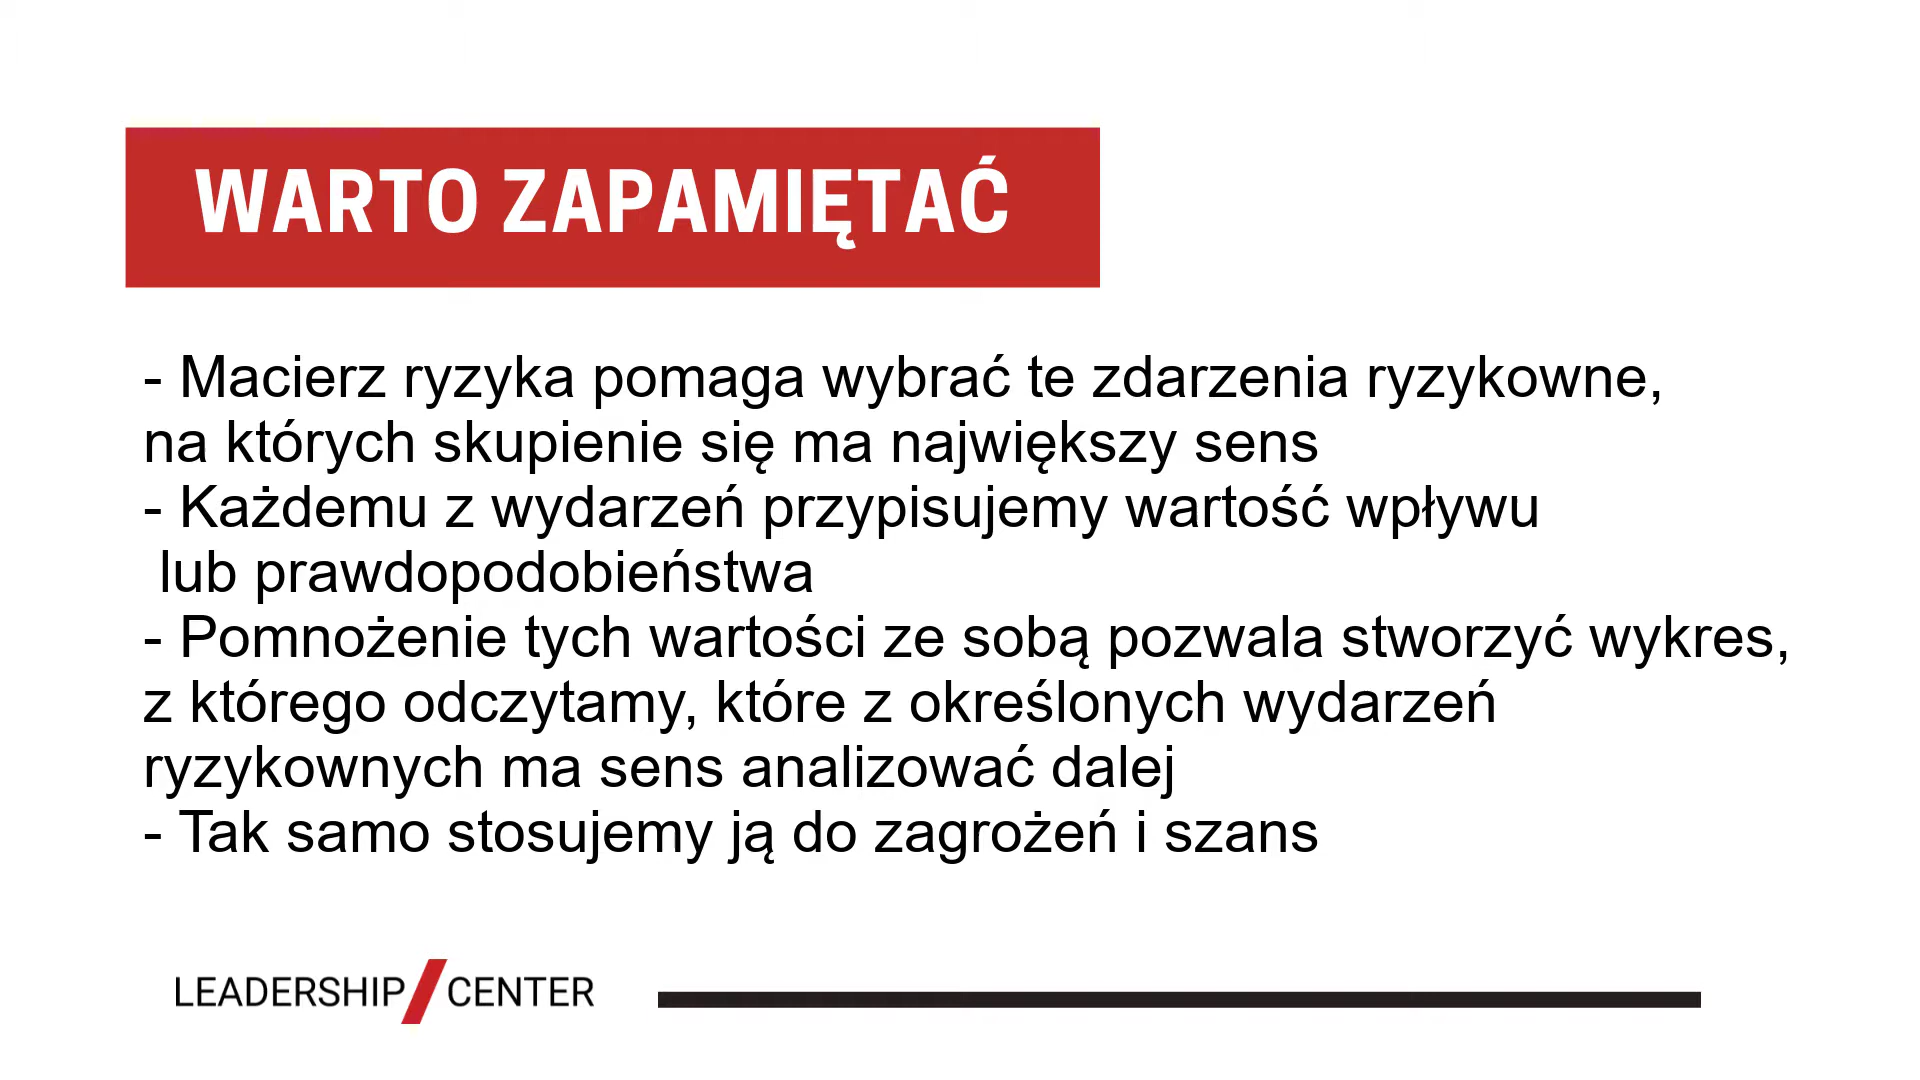 WARTO ZAPAMIĘTAĆ
- Macierz ryzyka pomaga wybrać te zdarzenia ryzykowne,
na których skupienie się ma największy sens
- Każdemu z wydarzeń przypisujemy wartość wpływu
lub prawdopodobieństwa
- Pomnożenie tych wartości ze sobą pozwala stworzyć wykres,
z którego odczytamy, które z określonych wydarzeń
ryzykownych ma sens analizować dalej
- Tak samo stosujemy ją do zagrożeń i szans
LEADERSHIP/CENTER